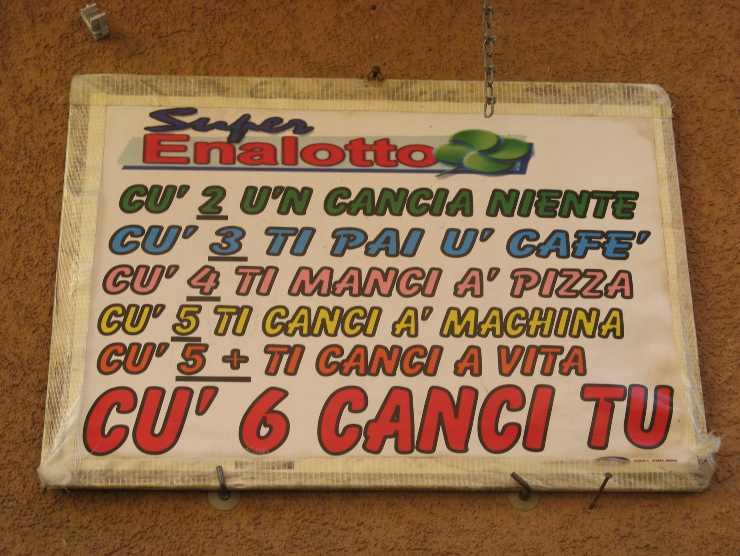 Super
Enalotto
CU' 2 U'N CANCIA NIENTE
CU' 3 TI PAI U' CAFE'
CU' 4 TI MANCI A' PIZZA
CU' 5 TI CANCI A' MACHINA
CU' 5 + TI CANCI A VITA
CU' 6 CANCI TU